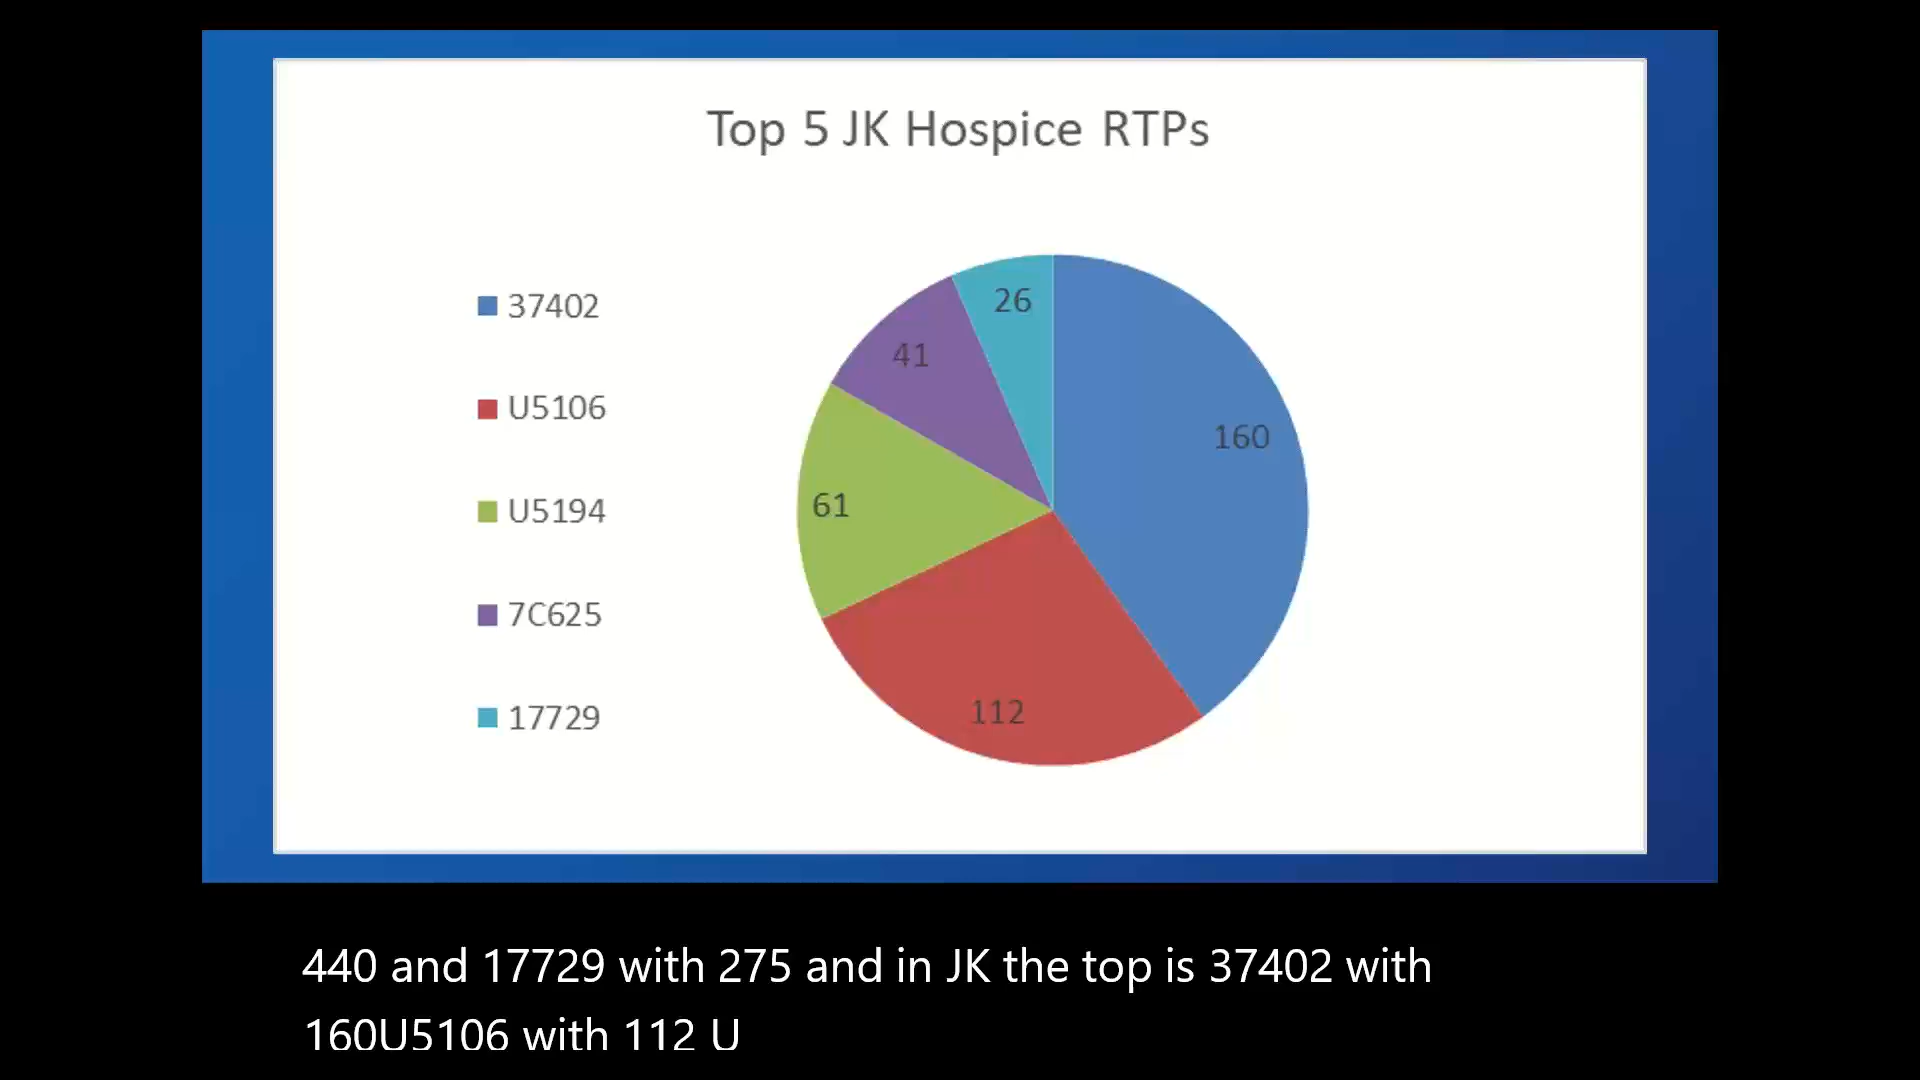 Top 5 JK Hospice RTPs
37402
U5106
U5194
7C625
17729
26
41
160
61
112
440 and 17729 with 275 and in JK the top is 37402 with
160U5106 with 112 U